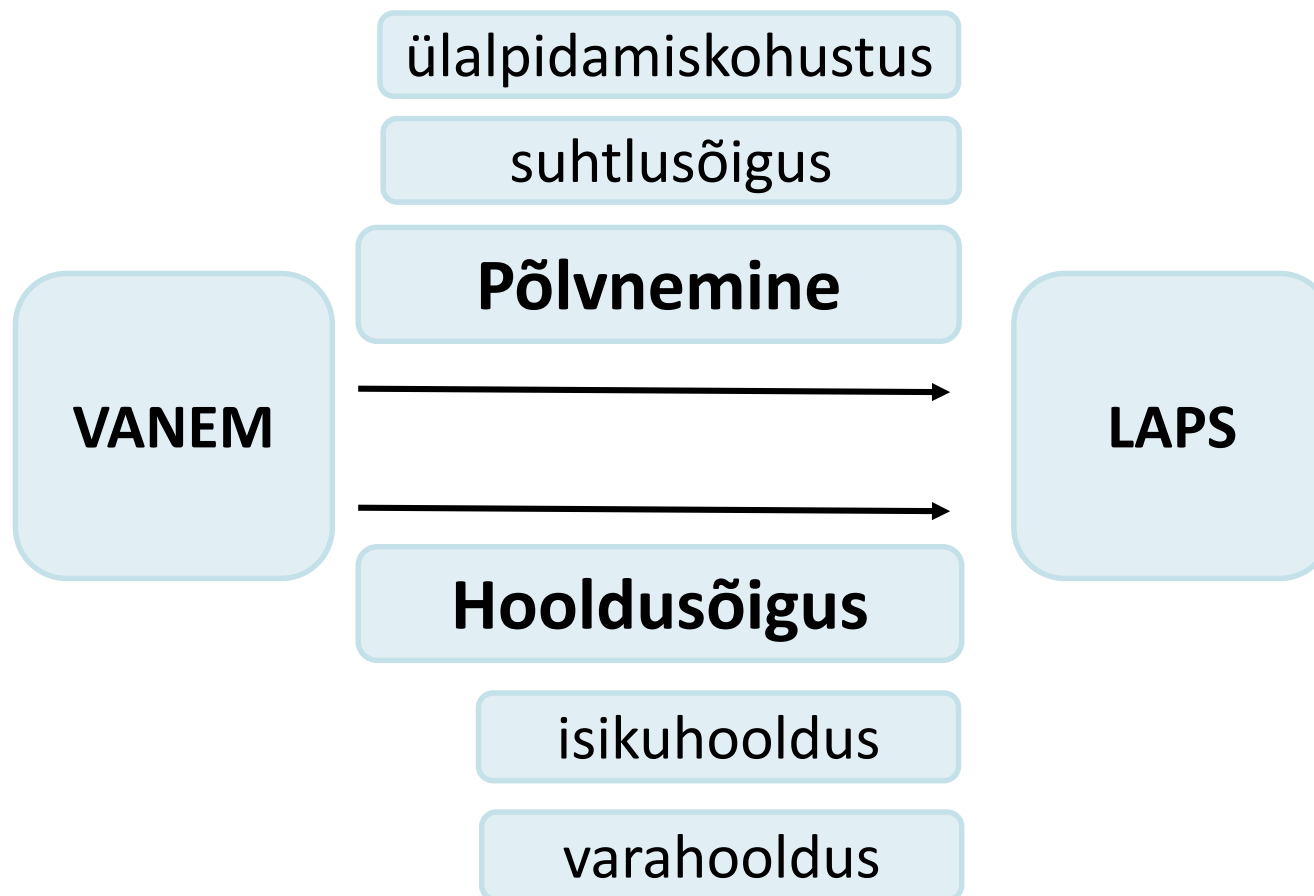 ülalpidamiskohustus
suhtlusõigus
Põlvnemine
VANEM
LAPS
Hooldusõigus
isikuhooldus
varahooldus